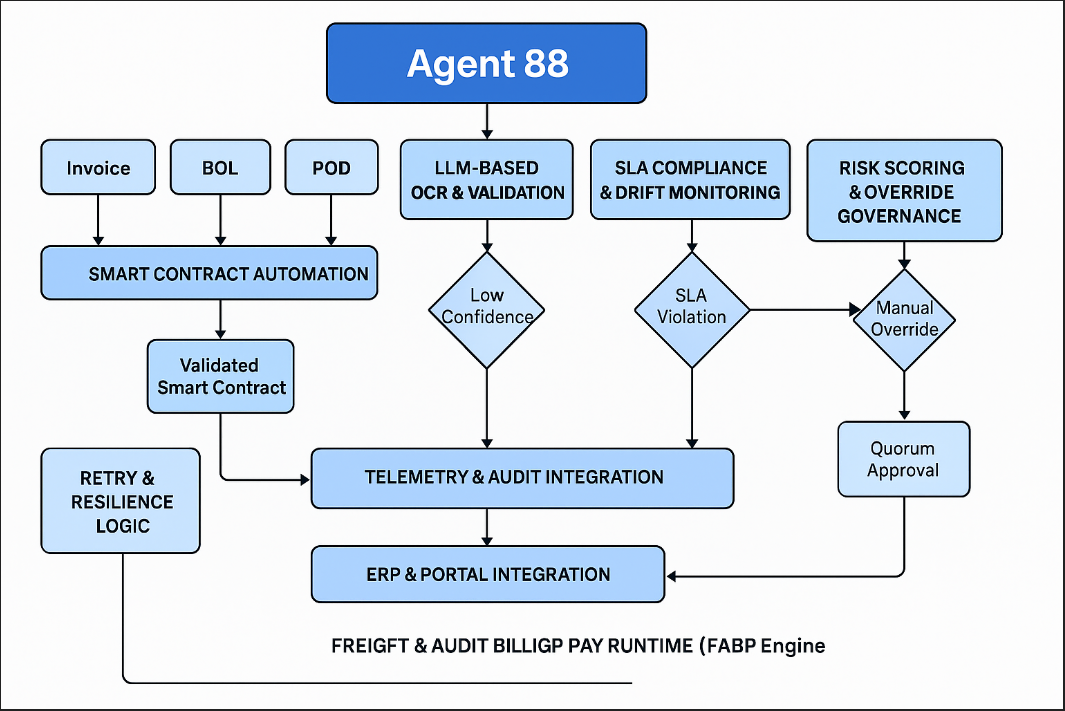 Agent 88
Invoice
BOL
POD
LLM-BASED
OCR & VALIDATION
SLA COMPLIANCE
& DRIFT MONITORING
RISK SCORING
& OVERRIDE
GOVERNANCE
SMART CONTRACT AUTOMATION
Low
Confidence
SLA
Violation
Manual
Override
Validated
Smart Contract
RETRY &
RESILIENCE
LOGIC
TELEMETRY & AUDIT INTEGRATION
Quorum
Approval
ERP & PORTAL INTEGRATION
FREIGFT & AUDIT BILLIGP PAY RUNTIME (FABP Engine